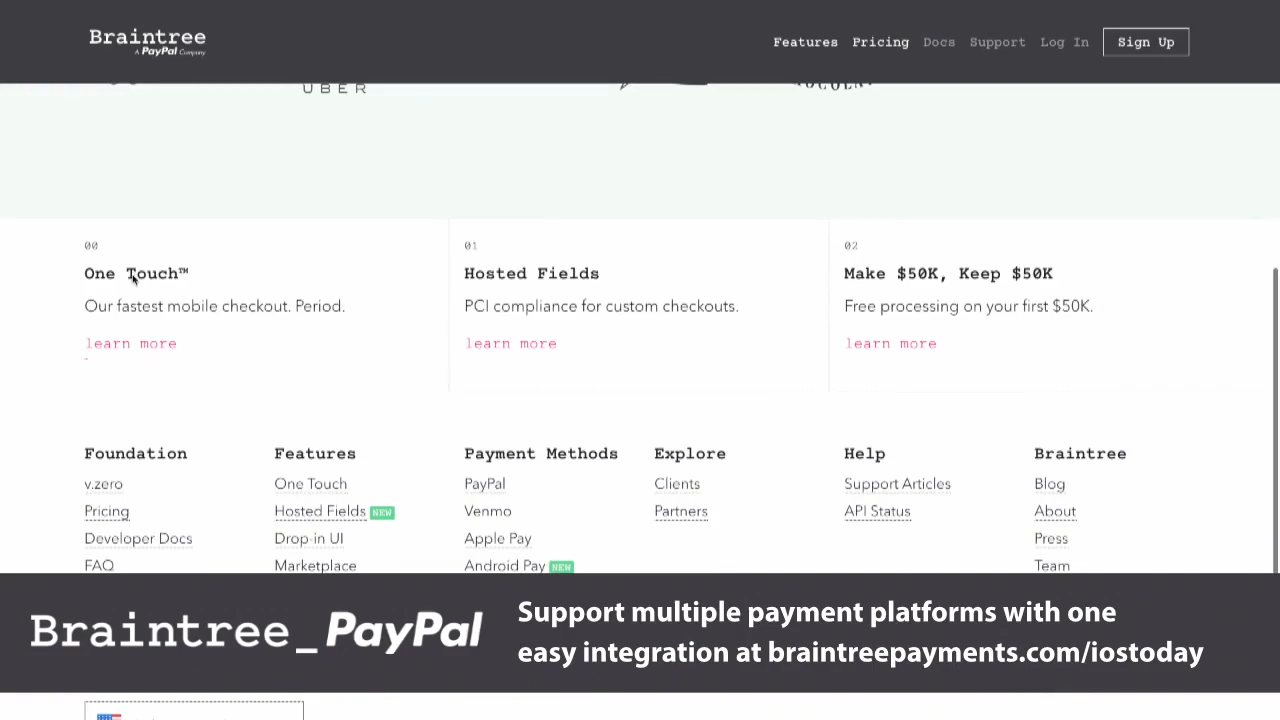 Braintree
A PayPal Company
Features Pricing Docs Support Log In Sign Up
UBER
00
One Touch™
Our fastest mobile checkout. Period.
learn more
01
Hosted Fields
PCI compliance for custom checkouts.
learn more
02
Make $50K, Keep $50K
Free processing on your first $50K.
learn more
Foundation
v.zero
Pricing
Developer Docs
FAQ
Features
One Touch
Hosted Fields NEW
Drop-in UI
Marketplace
Payment Methods
PayPal
Venmo
Apple Pay
Android Pay NEW
Explore
Clients
Partners
Help
Support Articles
API Status
Braintree
Blog
About
Press
Team
Braintree_PayPal
Support multiple payment platforms with one
easy integration at braintreepayments.com/iostoday